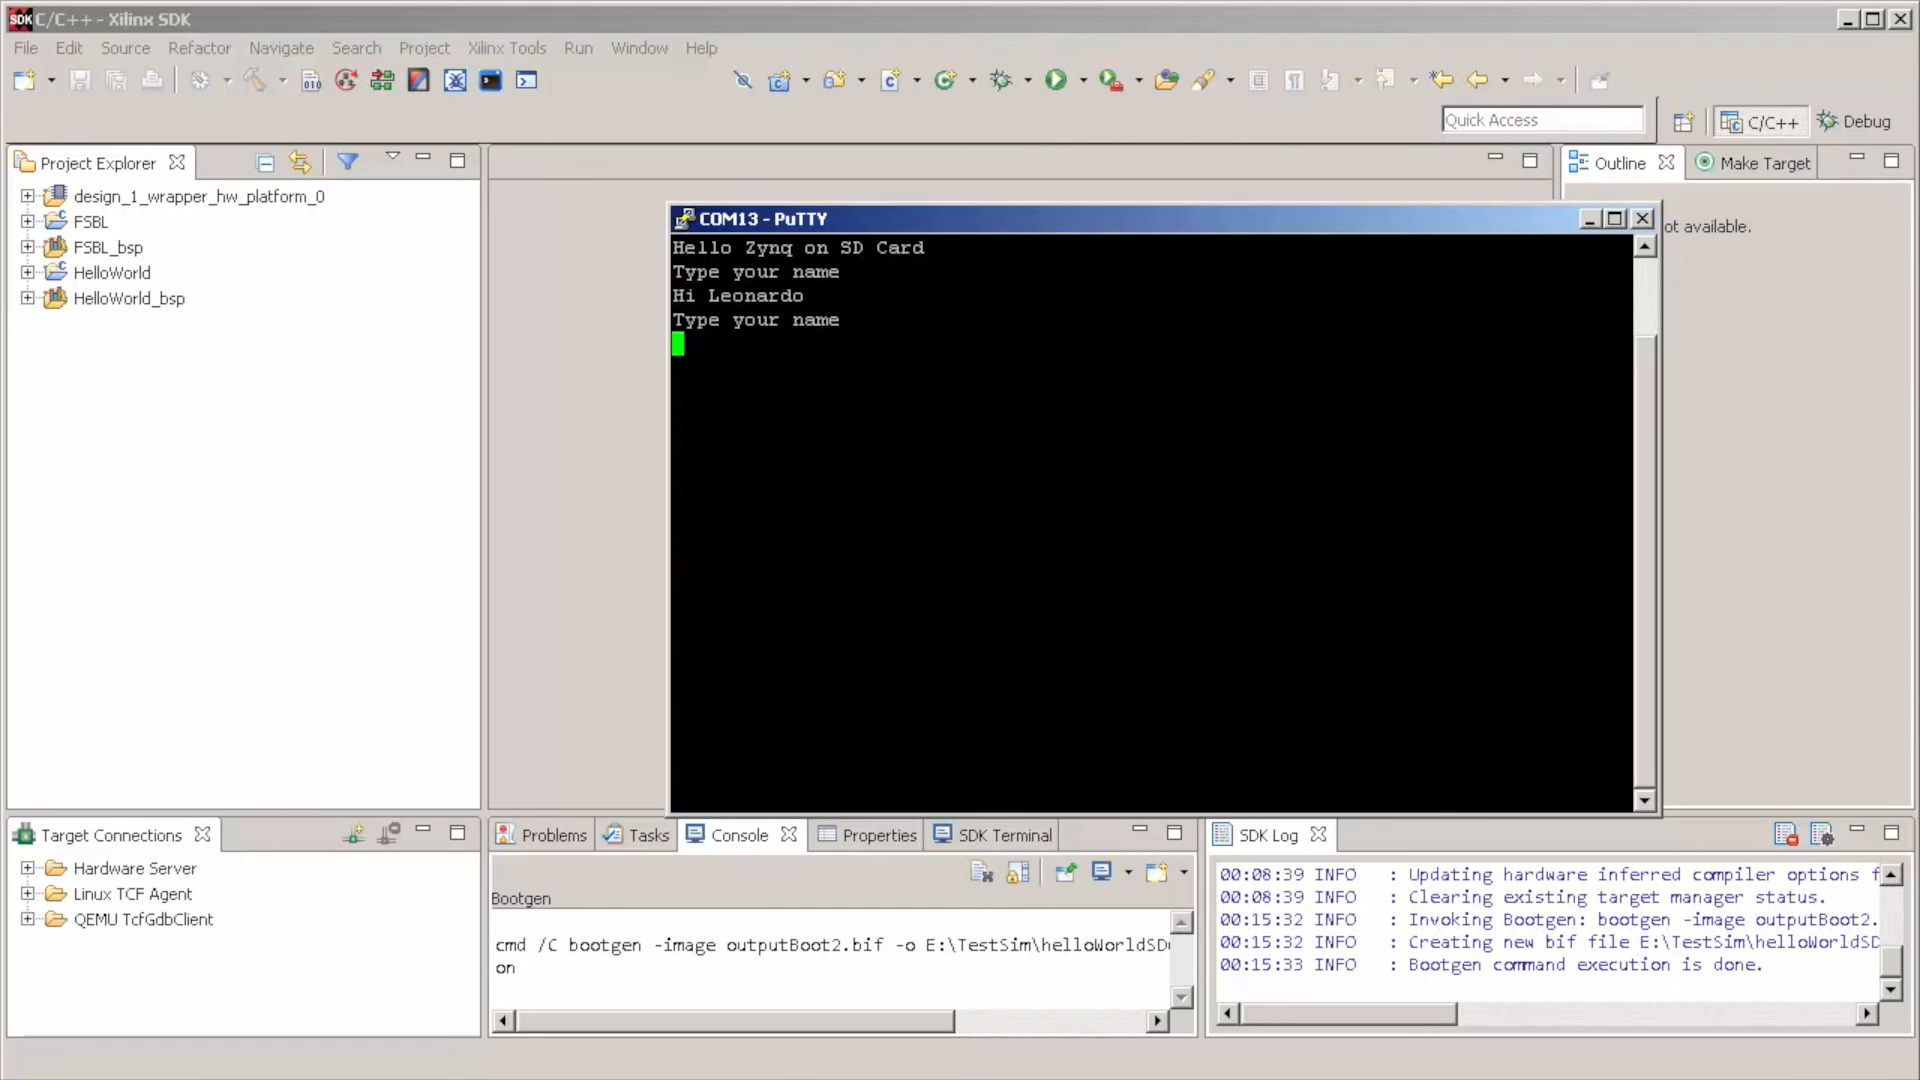 C/C++ - Xilinx SDK
File Edit Source Refactor Navigate Search Project Xilinx Tools Run Window Help
Quick Access
C/C++
Debug
Project Explorer
design_1_wrapper_hw_platform_0
FSBL
FSBL_bsp
HelloWorld
HelloWorld_bsp
Outline
Make Target
ot available.
COM13 - PuTTY
Hello Zynq on SD Card
Type your name
Hi Leonardo
Type your name
Target Connections
Hardware Server
Linux TCF Agent
QEMU TcfGdbClient
Problems
Tasks
Console
Properties
SDK Terminal
Bootgen
cmd /C bootgen -image outputBoot2.bif -o E:\TestSim\helloWorldSD
on
SDK Log
00:08:39 INFO : Updating hardware inferred compiler options f
00:08:39 INFO : Clearing existing target manager status.
00:15:32 INFO : Invoking Bootgen: bootgen -image outputBoot2.
00:15:32 INFO : Creating new bif file E:\TestSim\helloWorldSD
00:15:33 INFO : Bootgen command execution is done.